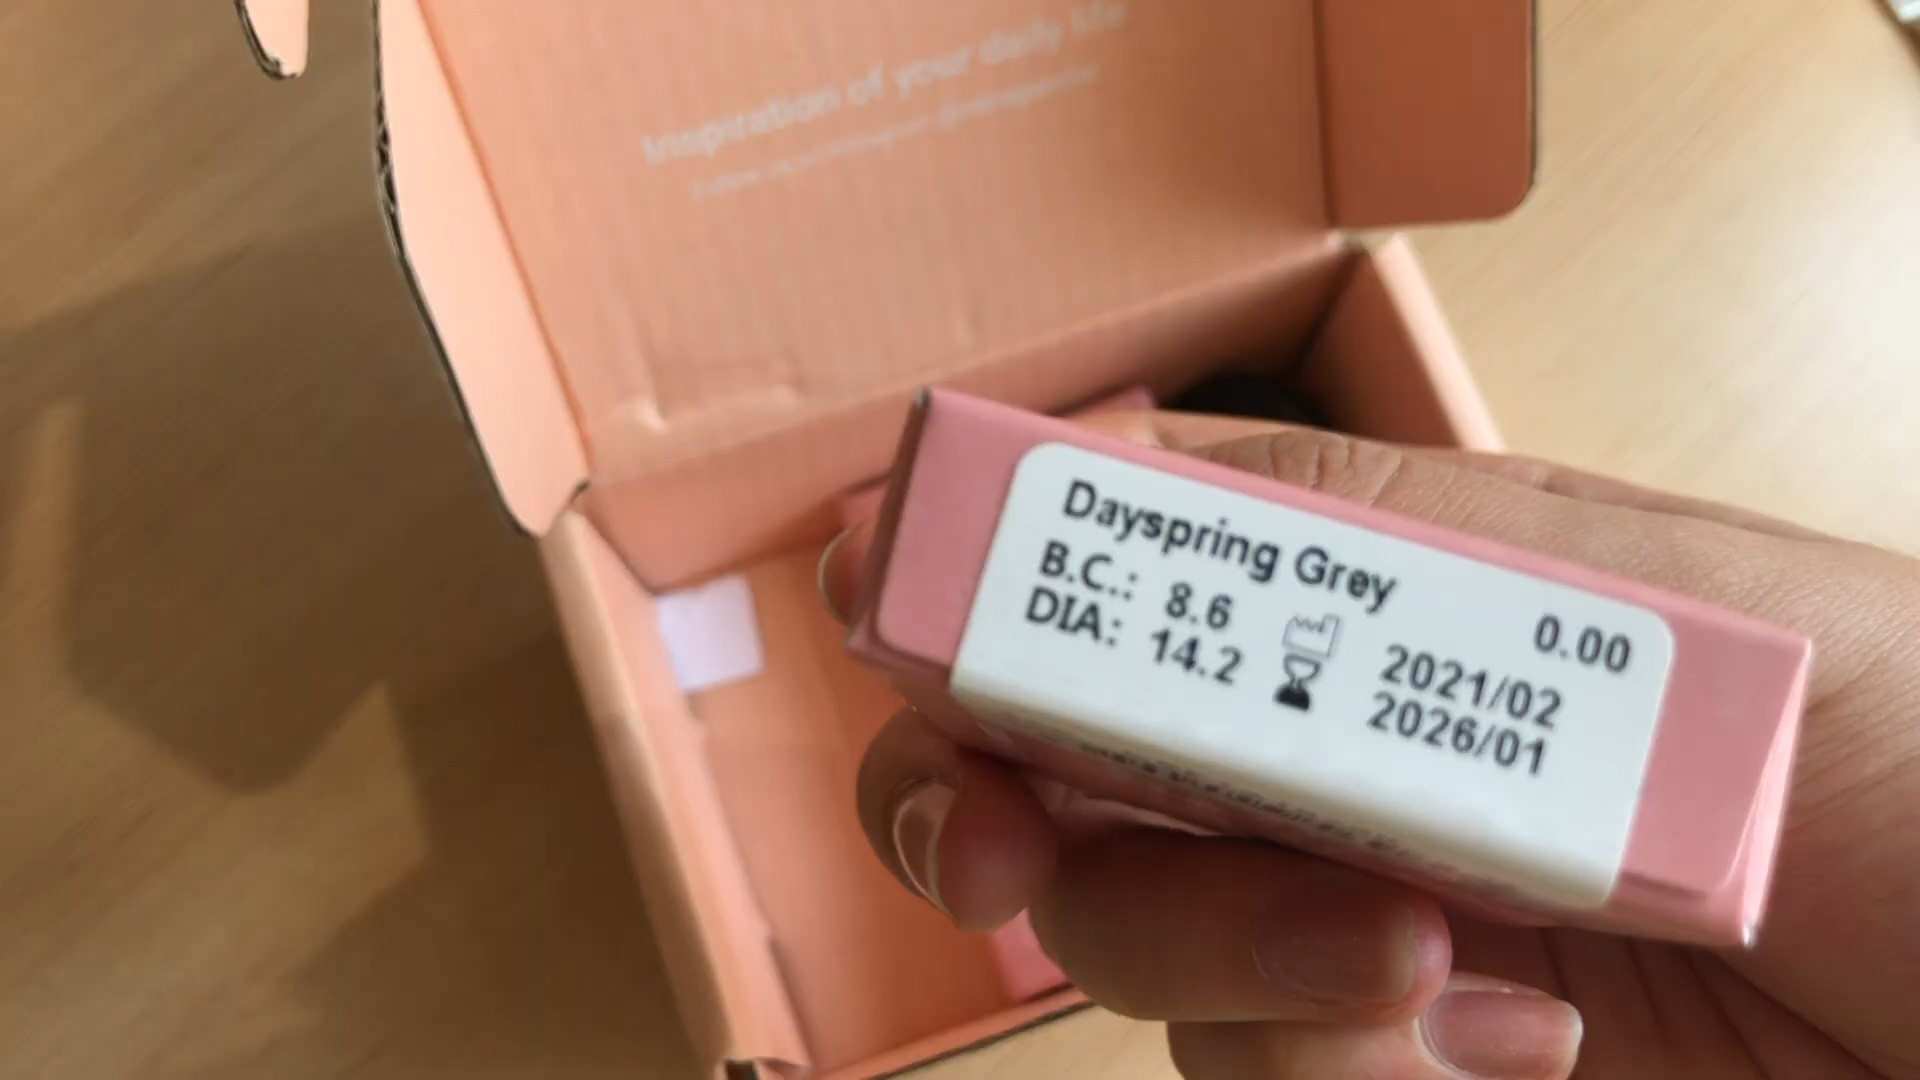 Inspiration of your daily life
Dayspring Grey
0.00
B.C.: 8.6
2021/02
DIA: 14.2
2026/01